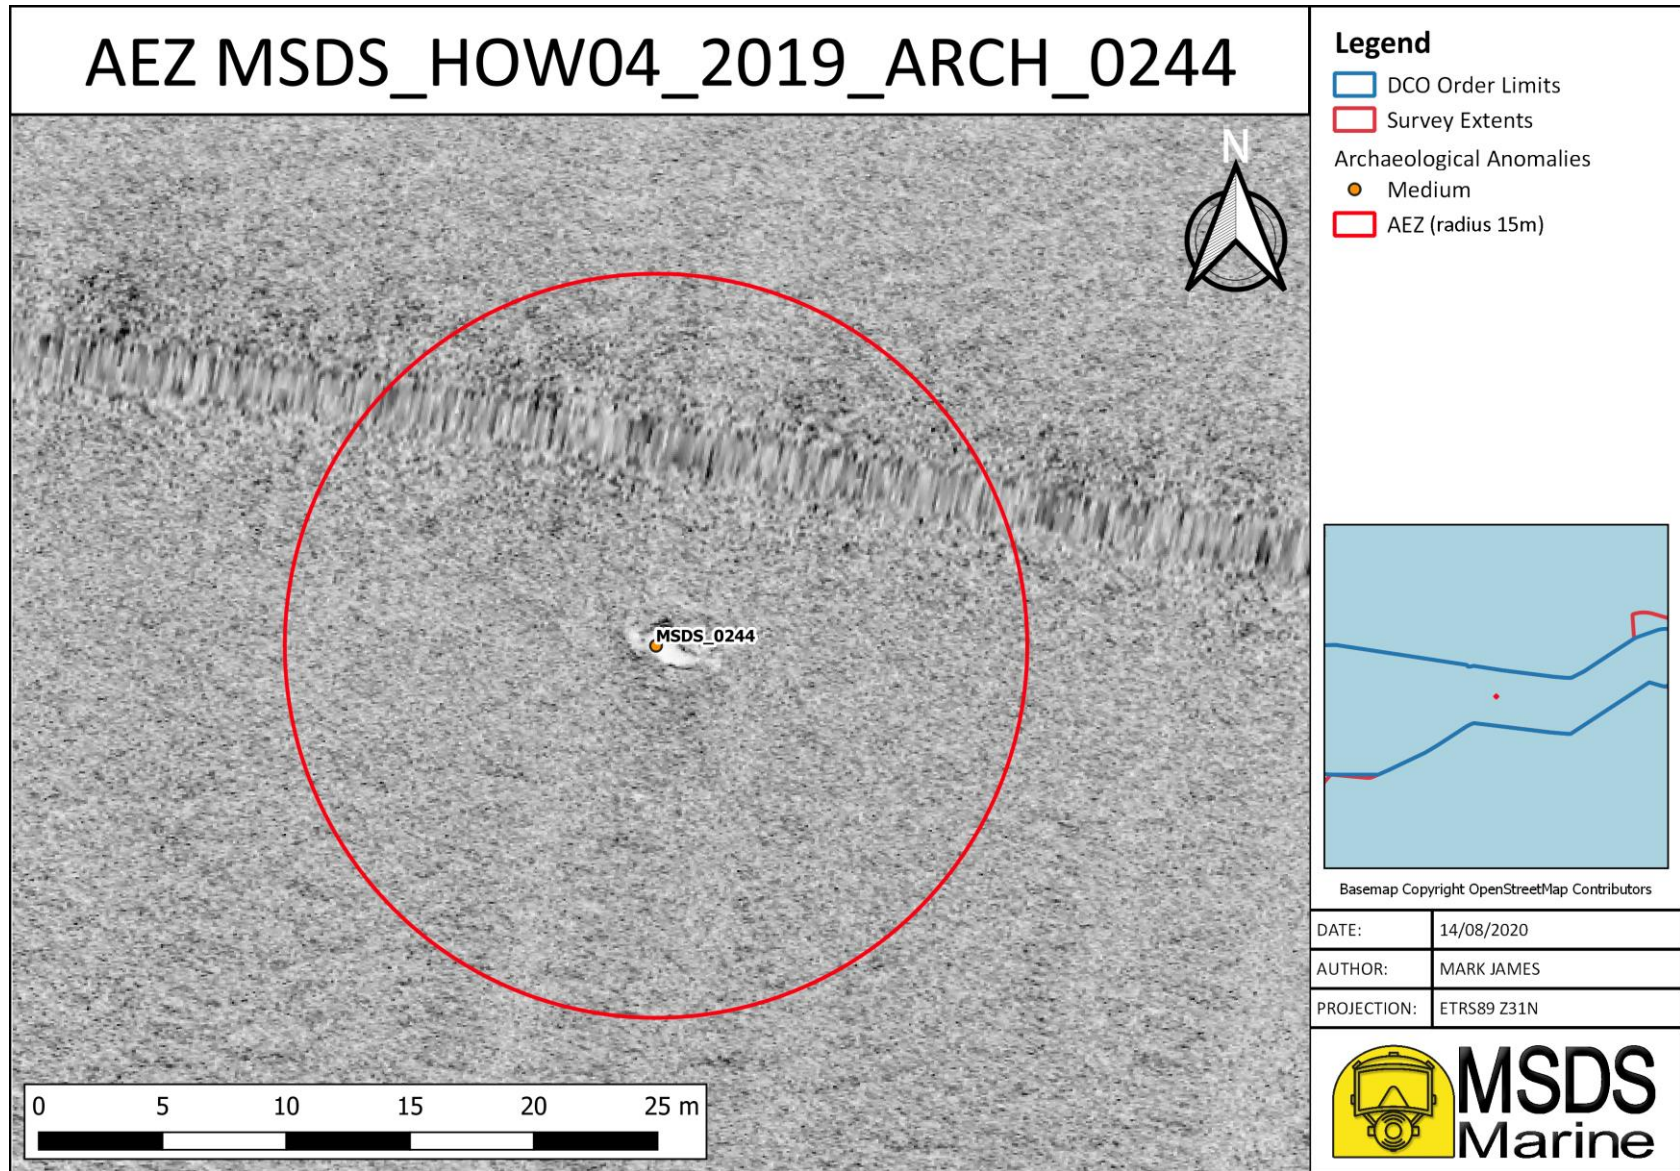 AEZ MSDS_HOW04_2019_ARCH_0244
N
MSDS_0244
0 5 10 15 20 25 m
Legend
DCO Order Limits
Survey Extents
Archaeological Anomalies
Medium
AEZ (radius 15m)
Basemap Copyright OpenStreetMap Contributors
DATE: 14/08/2020
AUTHOR: MARK JAMES
PROJECTION: ETRS89 Z31N
MSDS
Marine